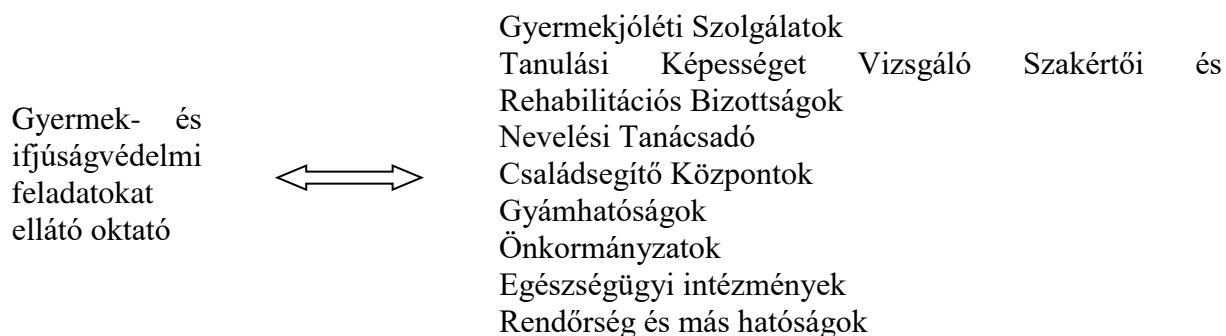 Gyermek- és
ifjúságvédelmi
feladatokat
ellátó oktató
Gyermekjóléti Szolgálatok
Tanulási Képességet Vizsgáló Szakértői és
Rehabilitációs Bizottságok
Nevelési Tanácsadó
Családsegítő Központok
Gyámhatóságok
Önkormányzatok
Egészségügyi intézmények
Rendőrség és más hatóságok